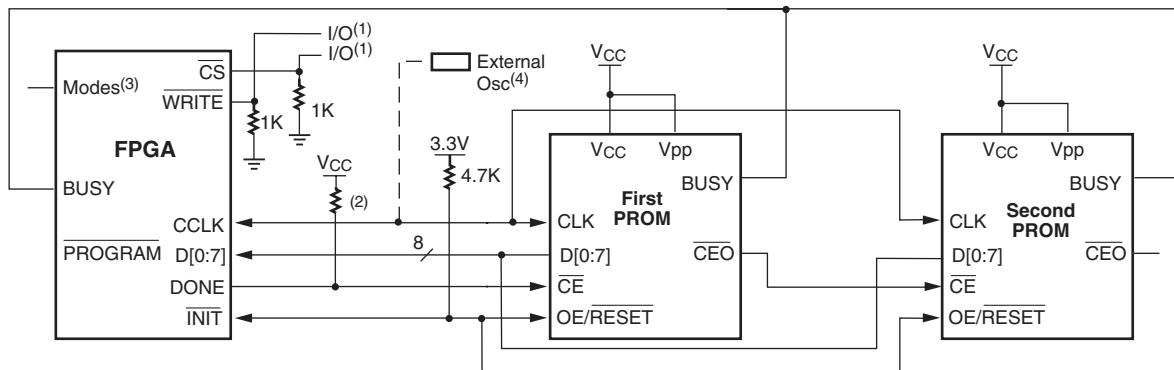 I/O(1)
I/O(1)
CS
Modes(3)
WRITE
1K
1K
FPGA
External
Osc(4)
VCC
VCC
3.3V
4.7K
VCC
(2)
BUSY
VCC
Vpp
BUSY
First
PROM
VCC
Vpp
BUSY
Second
PROM
CCLK
CLK
CLK
PROGRAM
D[0:7]
8
D[0:7]
CEO
D[0:7]
CEO
DONE
CE
CE
INIT
OE/RESET
OE/RESET